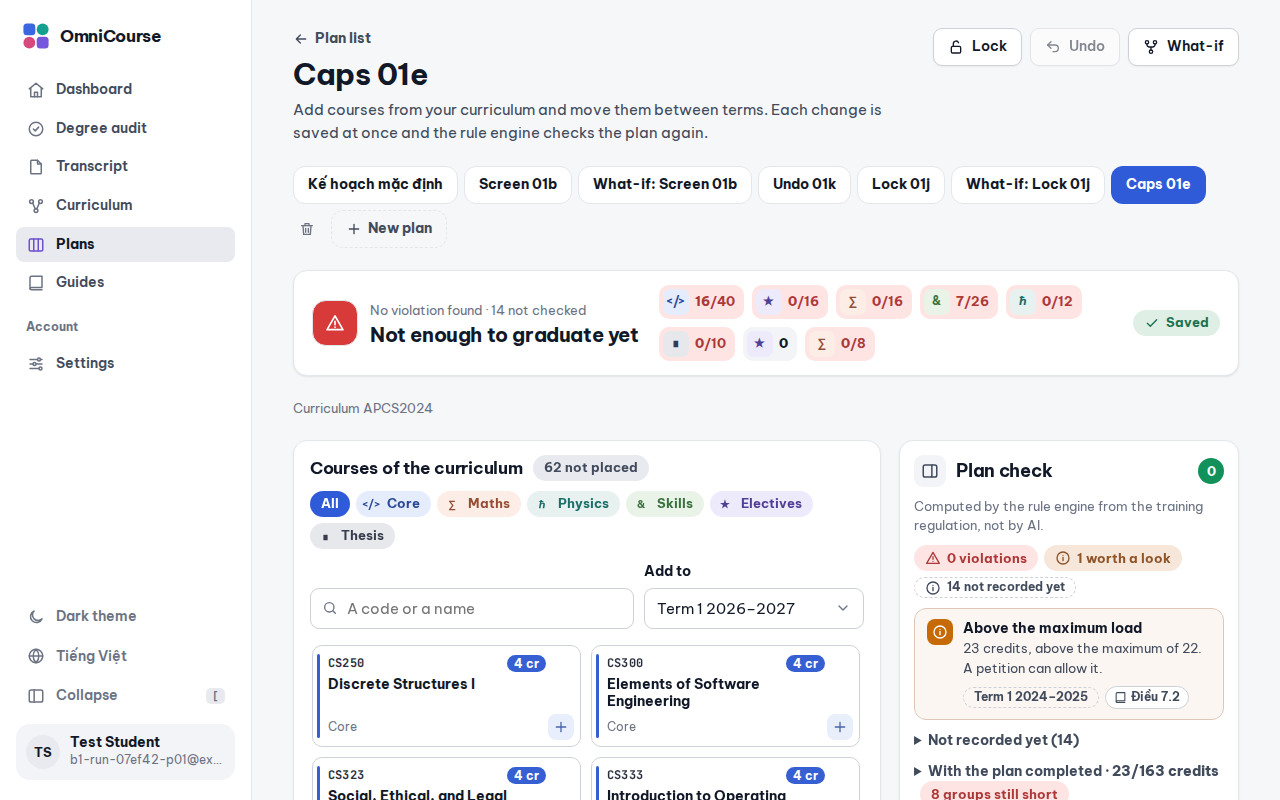 OmniCourse
Dashboard
Degree audit
Transcript
Curriculum
Plans
Guides
Account
Settings
Dark theme
Tiếng Việt
Collapse [
TS
Test Student
b1-run-07ef42-p01@ex...
Plan list
Lock
Undo
What-if
Caps 01e
Add courses from your curriculum and move them between terms. Each change is
saved at once and the rule engine checks the plan again.
Kế hoạch mặc định
Screen 01b
What-if: Screen 01b
Undo 01k
Lock 01j
What-if: Lock 01j
Caps 01e
New plan
No violation found · 14 not checked
Not enough to graduate yet
</> 16/40
★ 0/16
∑ 0/16
& 7/26
ℏ 0/12
∎ 0/10
★ 0
∑ 0/8
Saved
Curriculum APCS2024
Courses of the curriculum
62 not placed
All
</> Core
∑ Maths
ℏ Physics
& Skills
★ Electives
∎ Thesis
Add to
A code or a name
Term 1 2026–2027
CS250
4 cr
Discrete Structures I
Core
CS300
4 cr
Elements of Software
Engineering
Core
CS323
4 cr
Social, Ethical, and Legal
CS333
4 cr
Introduction to Operating
Plan check
0
Computed by the rule engine from the training
regulation, not by AI.
0 violations
1 worth a look
14 not recorded yet
Above the maximum load
23 credits, above the maximum of 22.
A petition can allow it.
Term 1 2024–2025
Điều 7.2
Not recorded yet (14)
With the plan completed · 23/163 credits
8 groups still short